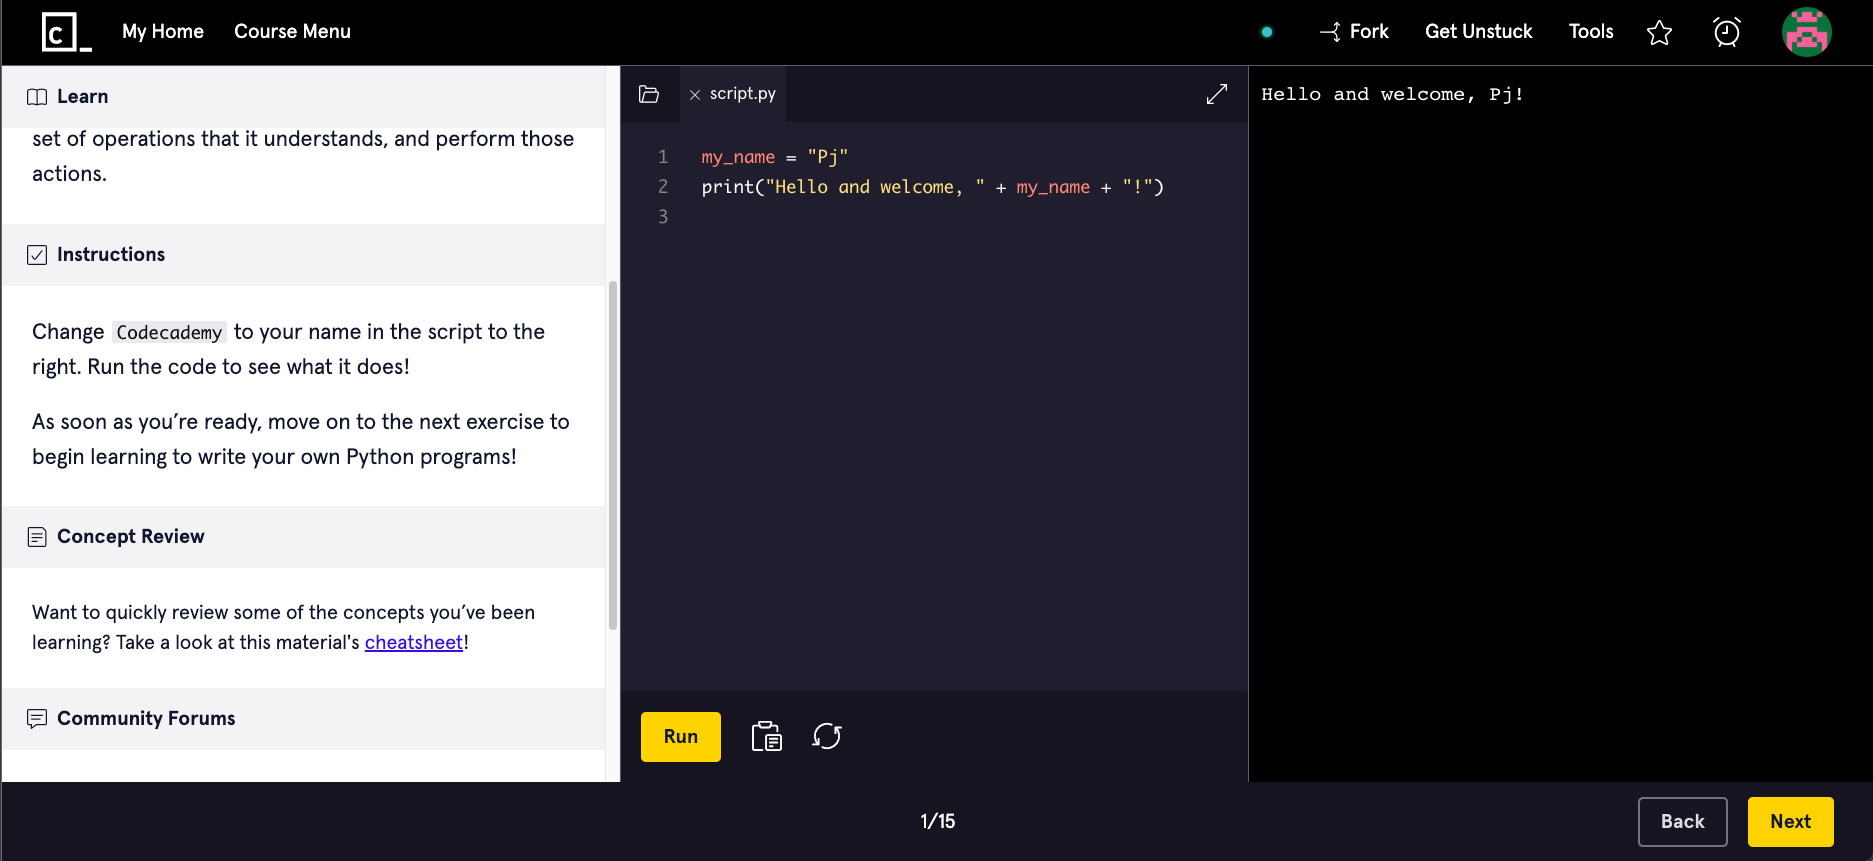 c_
My Home Course Menu Fork Get Unstuck Tools
Learn
set of operations that it understands, and perform those
actions.
Instructions
Change Codecademy to your name in the script to the
right. Run the code to see what it does!
As soon as you’re ready, move on to the next exercise to
begin learning to write your own Python programs!
Concept Review
Want to quickly review some of the concepts you’ve been
learning? Take a look at this material's cheatsheet!
Community Forums
script.py
1 my_name = "Pj"
2 print("Hello and welcome, " + my_name + "!")
3
Run
Hello and welcome, Pj!
1/15
Back Next